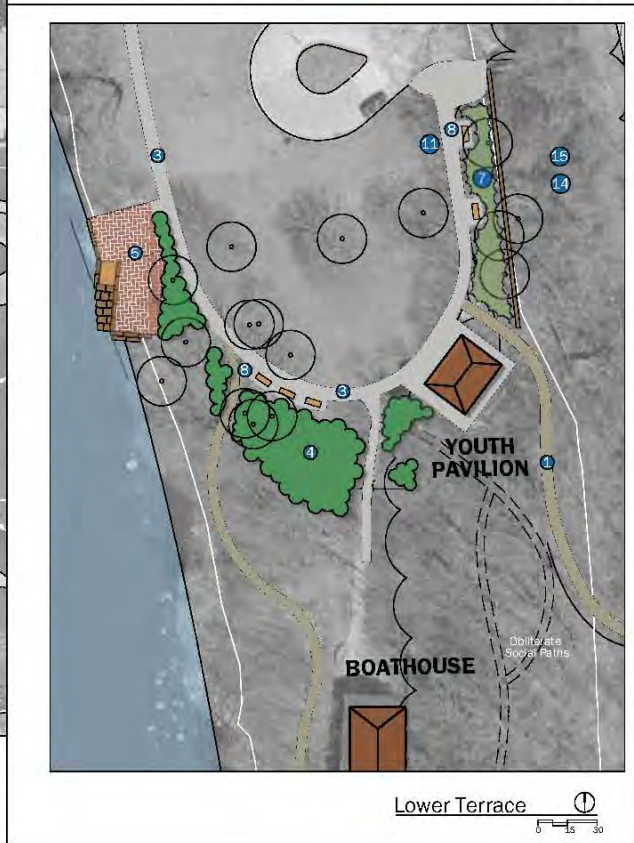 8
11
3
15
7
14
6
8
3
4
YOUTH
PAVILION
1
Obliterate
Social Paths
BOATHOUSE
Lower Terrace
0 15 30